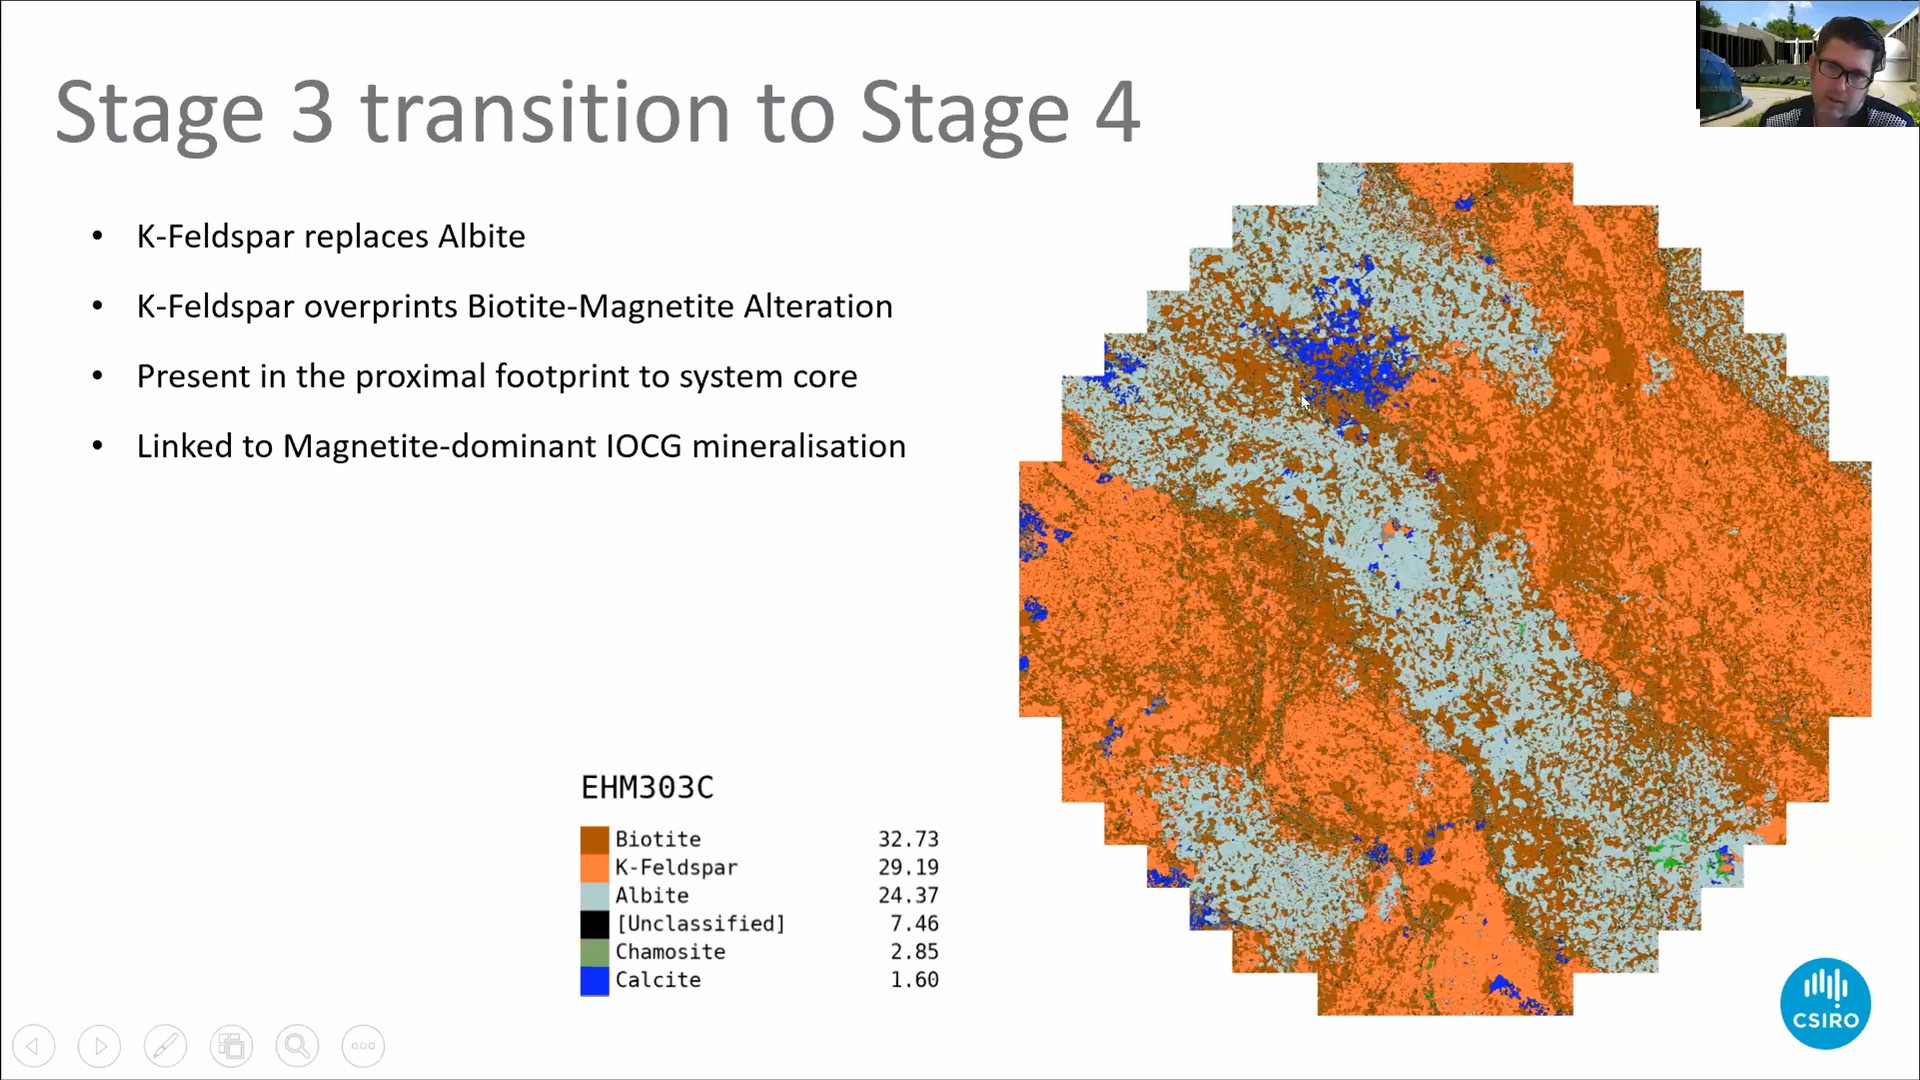 Stage 3 transition to Stage 4
• K-Feldspar replaces Albite
• K-Feldspar overprints Biotite-Magnetite Alteration
• Present in the proximal footprint to system core
• Linked to Magnetite-dominant IOCG mineralisation
EHM303C
Biotite 32.73
K-Feldspar 29.19
Albite 24.37
[Unclassified] 7.46
Chamosite 2.85
Calcite 1.60
CSIRO